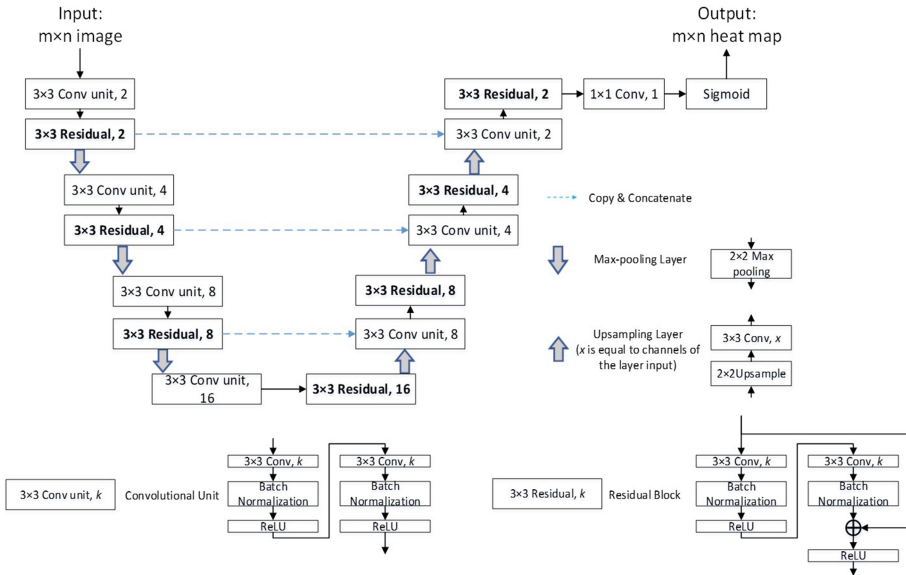 Input:
m×n image
Output:
m×n heat map
3×3 Conv unit, 2
3×3 Residual, 2
3×3 Conv unit, 4
3×3 Residual, 4
3×3 Conv unit, 8
3×3 Residual, 8
3×3 Conv unit,
16
3×3 Residual, 16
3×3 Conv unit, 8
3×3 Residual, 8
3×3 Conv unit, 4
3×3 Residual, 4
3×3 Conv unit, 2
3×3 Residual, 2
1×1 Conv, 1
Sigmoid
Copy & Concatenate
Max-pooling Layer
2×2 Max
pooling
Upsampling Layer
(x is equal to channels of
the layer input)
3×3 Conv, x
2×2Upsample
3×3 Conv unit, k
Convolutional Unit
3×3 Conv, k
Batch
Normalization
ReLU
3×3 Conv, k
Batch
Normalization
ReLU
3×3 Residual, k
Residual Block
3×3 Conv, k
Batch
Normalization
ReLU
3×3 Conv, k
Batch
Normalization
ReLU